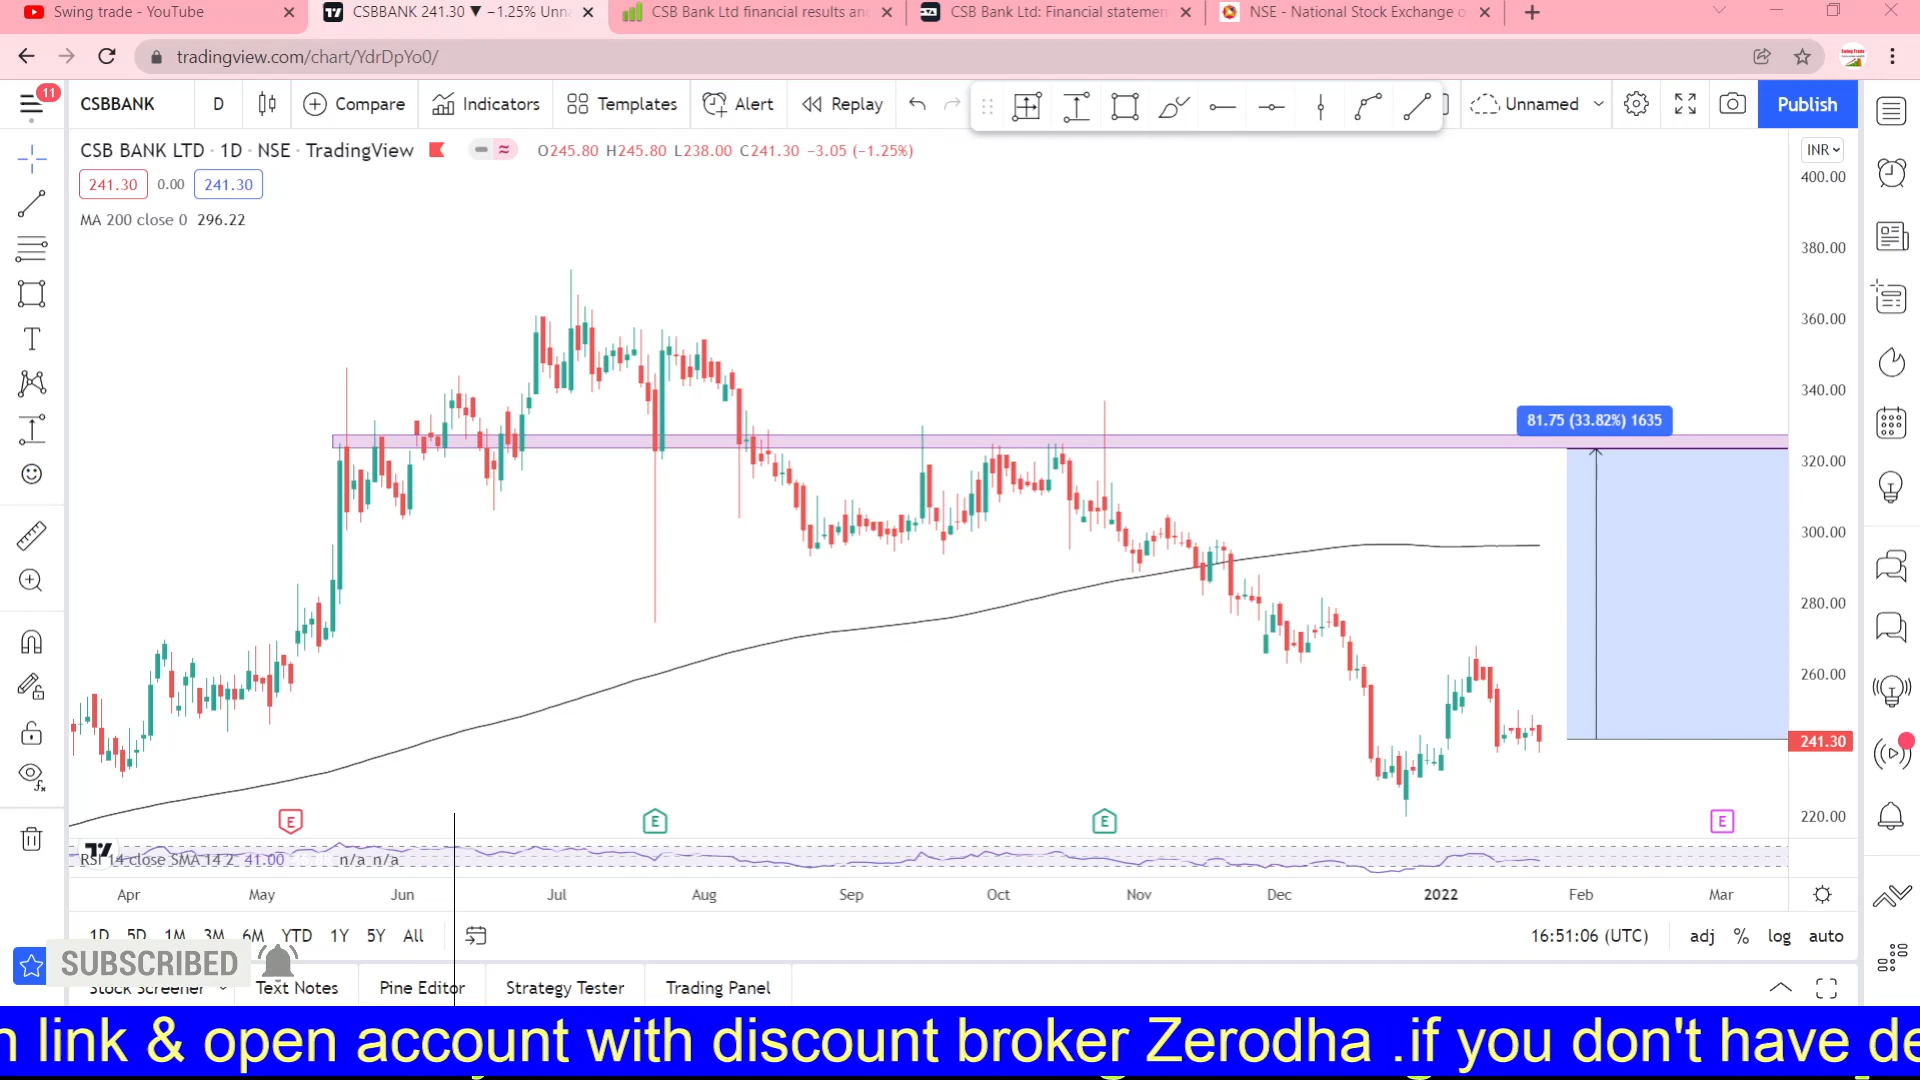 Swing trade - YouTube
CSBBANK 241.30 ▼ −1.25% Unna
CSB Bank Ltd financial results an
CSB Bank Ltd: Financial statemen
NSE - National Stock Exchange o
tradingview.com/chart/YdrDpYo0/
11
CSBBANK
D
Compare
Indicators
Templates
Alert
Replay
Unnamed
Publish
CSB BANK LTD · 1D · NSE · TradingView
O245.80 H245.80 L238.00 C241.30 −3.05 (−1.25%)
INR
241.30 0.00 241.30
MA 200 close 0 296.22
400.00
380.00
360.00
340.00
320.00
300.00
280.00
260.00
241.30
220.00
81.75 (33.82%) 1635
E
E
E
E
RSI 14 close SMA 14 2 41.00 n/a n/a
Apr May Jun Jul Aug Sep Oct Nov Dec 2022 Feb Mar
1D 5D 1M 3M 6M YTD 1Y 5Y All
16:51:06 (UTC) adj % log auto
SUBSCRIBED
Stock Screener Text Notes Pine Editor Strategy Tester Trading Panel
n link & open account with discount broker Zerodha .if you don't have de